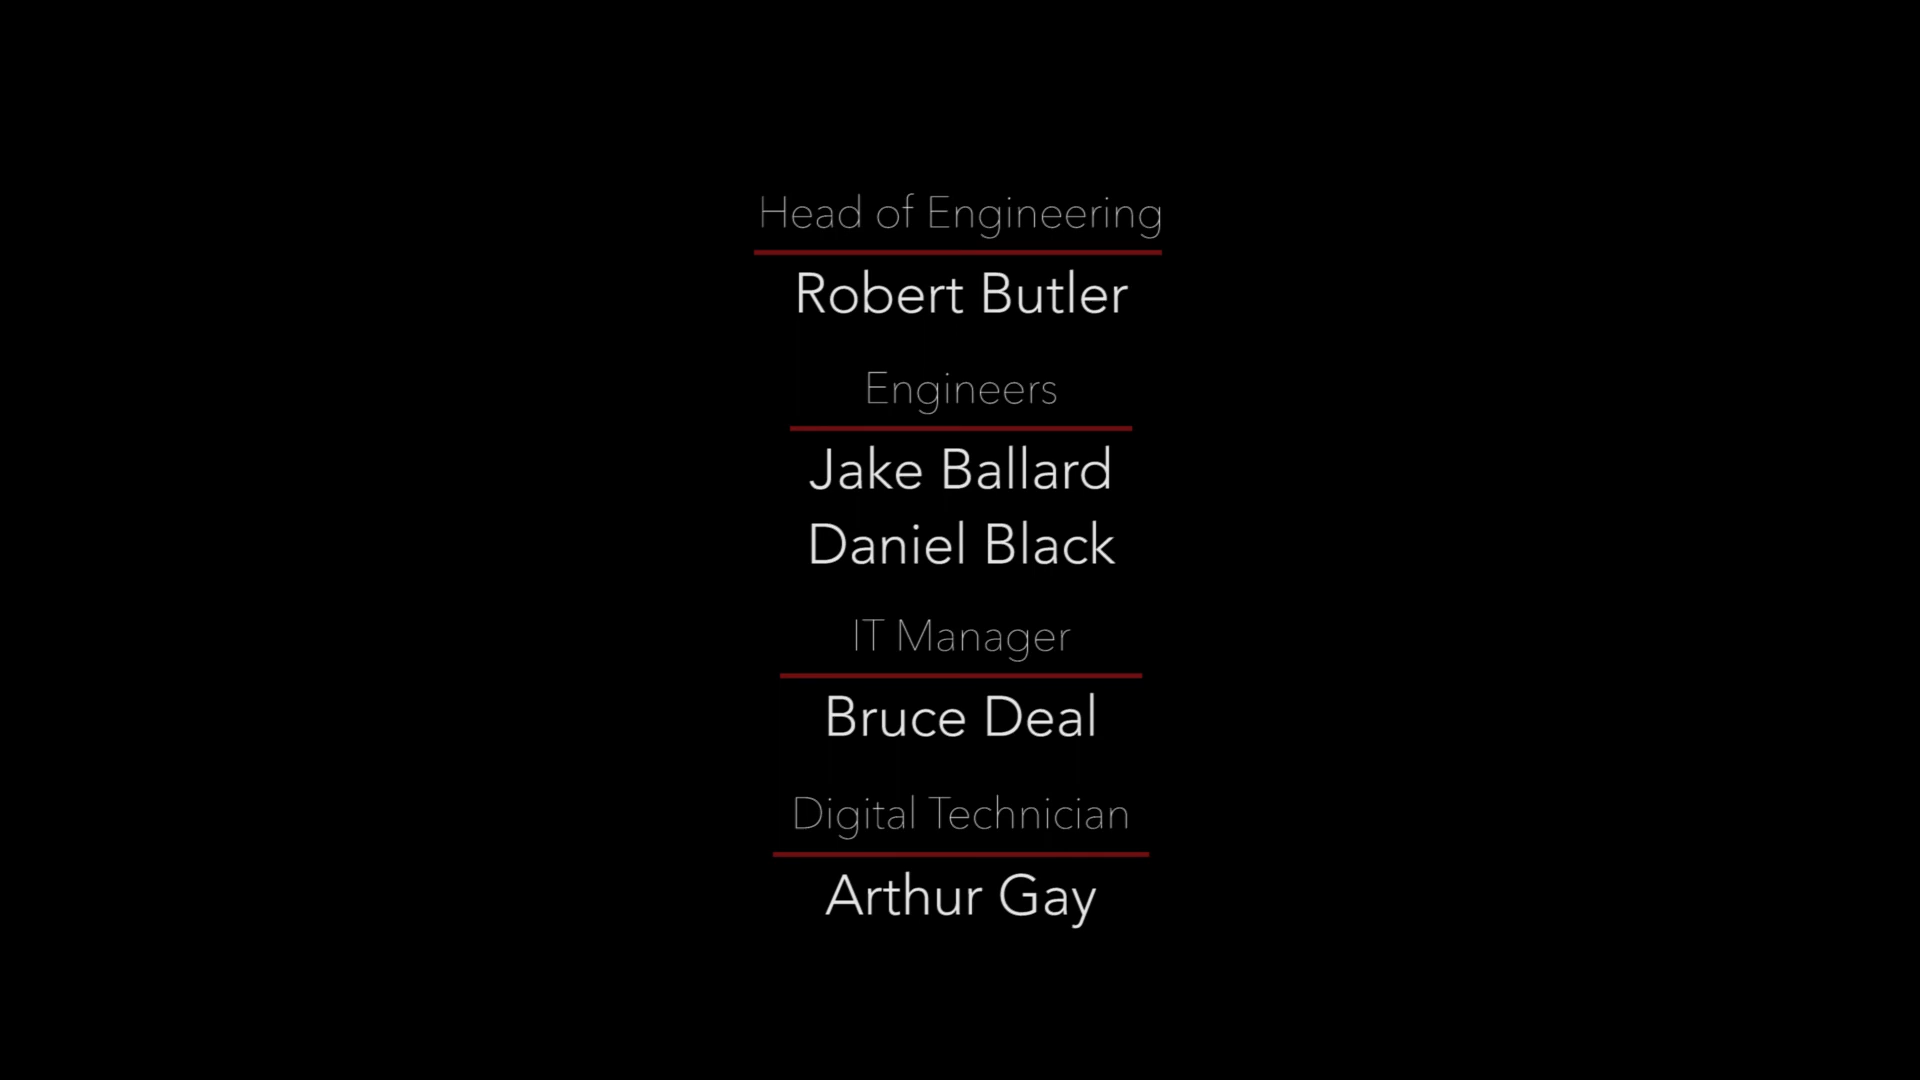 Head of Engineering
Robert Butler
Engineers
Jake Ballard
Daniel Black
IT Manager
Bruce Deal
Digital Technician
Arthur Gay